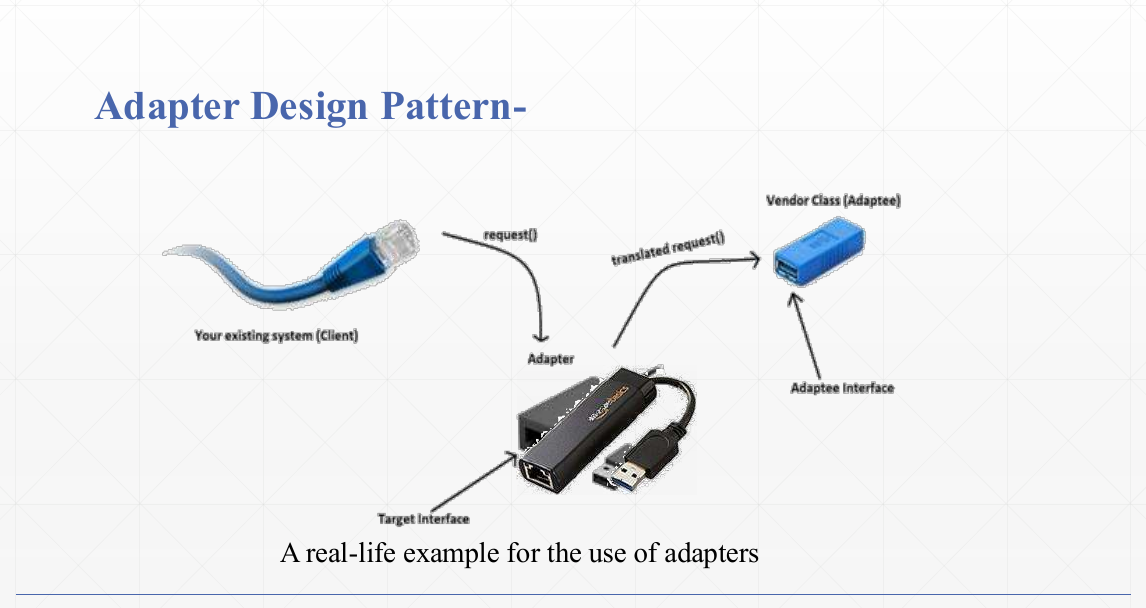 Adapter Design Pattern-
Vendor Class (Adaptee)
request()
translated request()
Your existing system (Client)
Adapter
Adaptee Interface
amazonbasics
Target Interface
A real-life example for the use of adapters